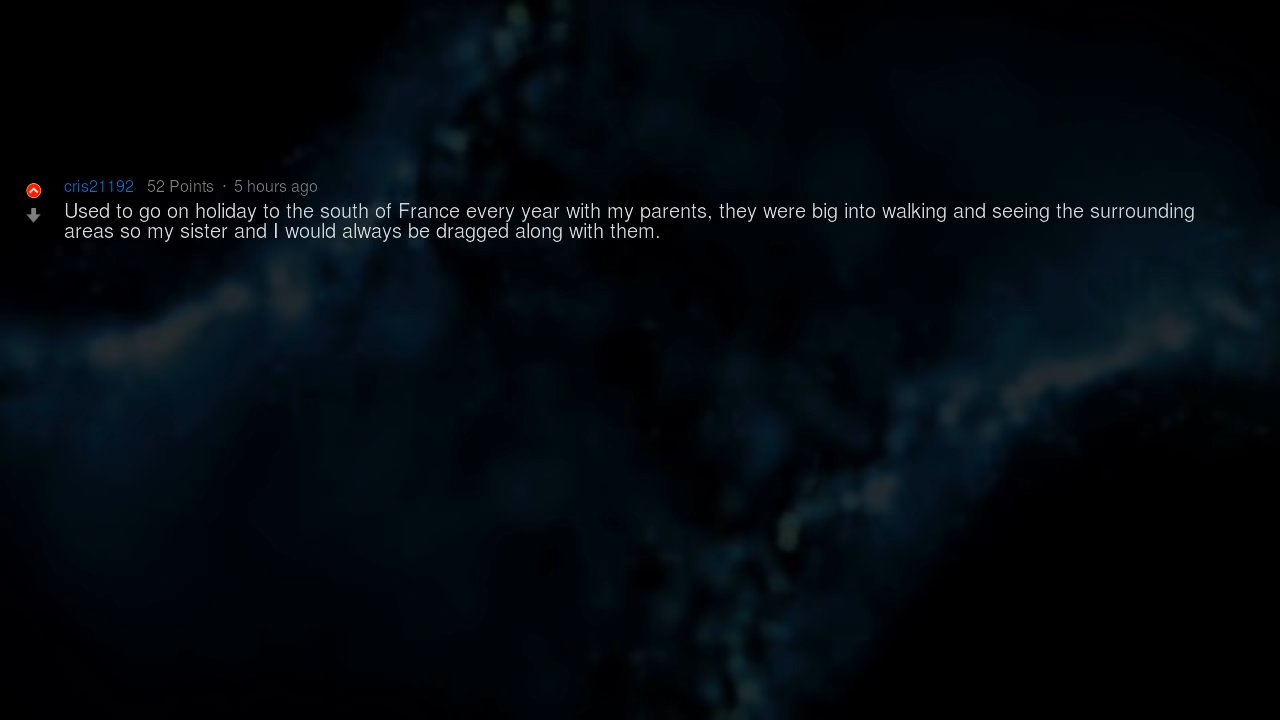 cris21192 52 Points · 5 hours ago
Used to go on holiday to the south of France every year with my parents, they were big into walking and seeing the surrounding
areas so my sister and I would always be dragged along with them.